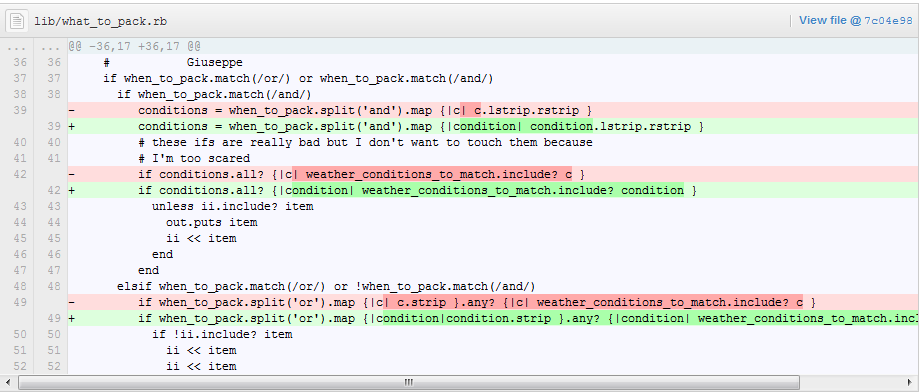 lib/what_to_pack.rb
View file @ 7c04e98
... ... @@ -36,17 +36,17 @@
36 36 # Giuseppe
37 37 if when_to_pack.match(/or/) or when_to_pack.match(/and/)
38 38 if when_to_pack.match(/and/)
39 - conditions = when_to_pack.split('and').map {|c| c.lstrip.rstrip }
39 + conditions = when_to_pack.split('and').map {|condition| condition.lstrip.rstrip }
40 40 # these ifs are really bad but I don't want to touch them because
41 41 # I'm too scared
42 - if conditions.all? {|c| weather_conditions_to_match.include? c }
42 + if conditions.all? {|condition| weather_conditions_to_match.include? condition }
43 43 unless ii.include? item
44 44 out.puts item
45 45 ii << item
46 46 end
47 47 end
48 48 elsif when_to_pack.match(/or/) or !when_to_pack.match(/and/)
49 - if when_to_pack.split('or').map {|c| c.strip }.any? {|c| weather_conditions_to_match.include? c }
49 + if when_to_pack.split('or').map {|condition|condition.strip }.any? {|condition| weather_conditions_to_match.incl
50 50 if !ii.include? item
51 51 ii << item
52 52 ii << item